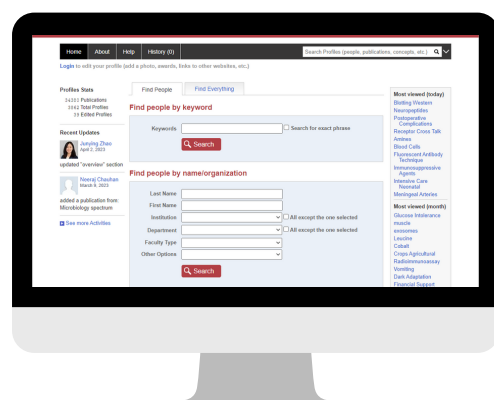 Home About Help History (0)
Search Profiles (people, publications, concepts, etc.)
Login to edit your profile (add a photo, awards, links to other websites, etc.)
Profiles Stats
34203 Publications
3362 Total Profiles
39 Edited Profiles
Recent Updates
Junying Zhao
April 2, 2023
updated "overview" section
Neeraj Chauhan
March 8, 2023
added a publication from:
Microbiology spectrum
See more Activities
Find People Find Everything
Find people by keyword
Keywords
Search for exact phrase
Search
Find people by name/organization
Last Name
First Name
Institution
All except the one selected
Department
All except the one selected
Faculty Type
Other Options
Search
Most viewed (today)
Blotting Western
Neuropeptides
Postoperative
Complications
Receptor Cross Talk
Amines
Blood Cells
Fluorescent Antibody
Technique
Immunosuppressive
Agents
Intensive Care
Neonatal
Meningeal Arteries
Most viewed (month)
Glucose Intolerance
muscle
exosomes
Leucine
Cobalt
Crops Agricultural
Radioimmunoassay
Vomiting
Dark Adaptation
Financial Support